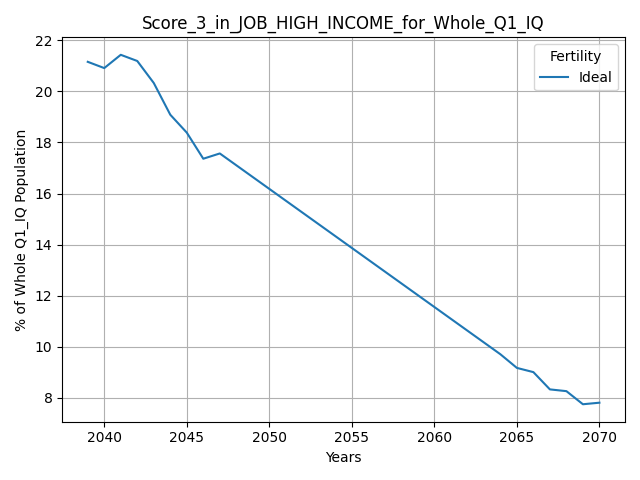 Score_3_in_JOB_HIGH_INCOME_for_Whole_Q1_IQ
Fertility
Ideal
22
20
18
16
14
12
10
8
% of Whole Q1_IQ Population
2040 2045 2050 2055 2060 2065 2070
Years